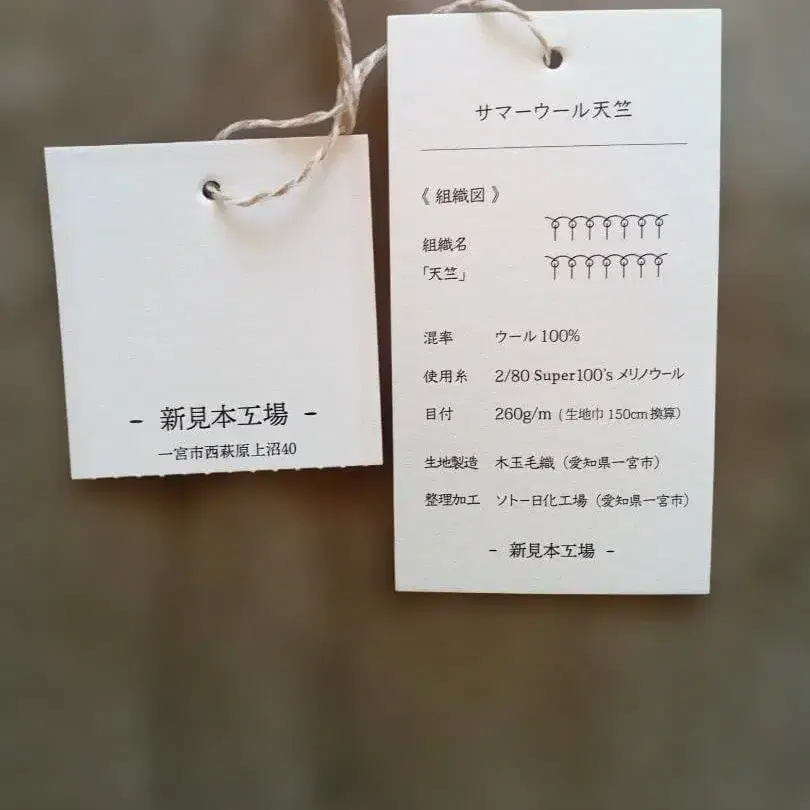 - 新見本工場 -
一宮市西萩原上沼40
サマーウール天竺
《 組織図 》
組織名
「天竺」
混率 ウール 100%
使用糸 2/80 Super100's メリノウール
目付 260g/m (生地巾 150cm 換算)
生地製造 木玉毛織（愛知県一宮市）
整理加工 ソトー日化工場（愛知県一宮市）
- 新見本工場 -